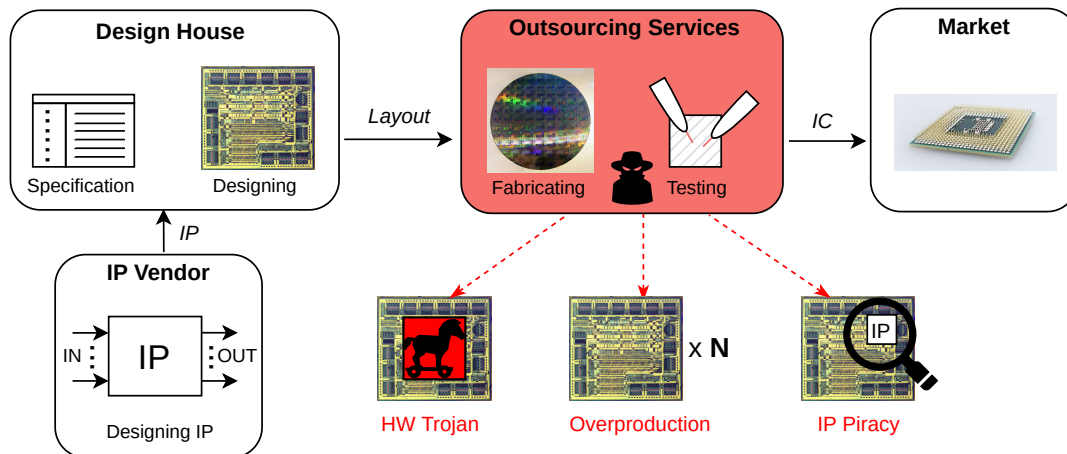 Design House
Specification
Designing
Layout
Outsourcing Services
Fabricating
Testing
IC
Market
IP
IP Vendor
IN
IP
OUT
Designing IP
HW Trojan
x N
Overproduction
IP
IP Piracy